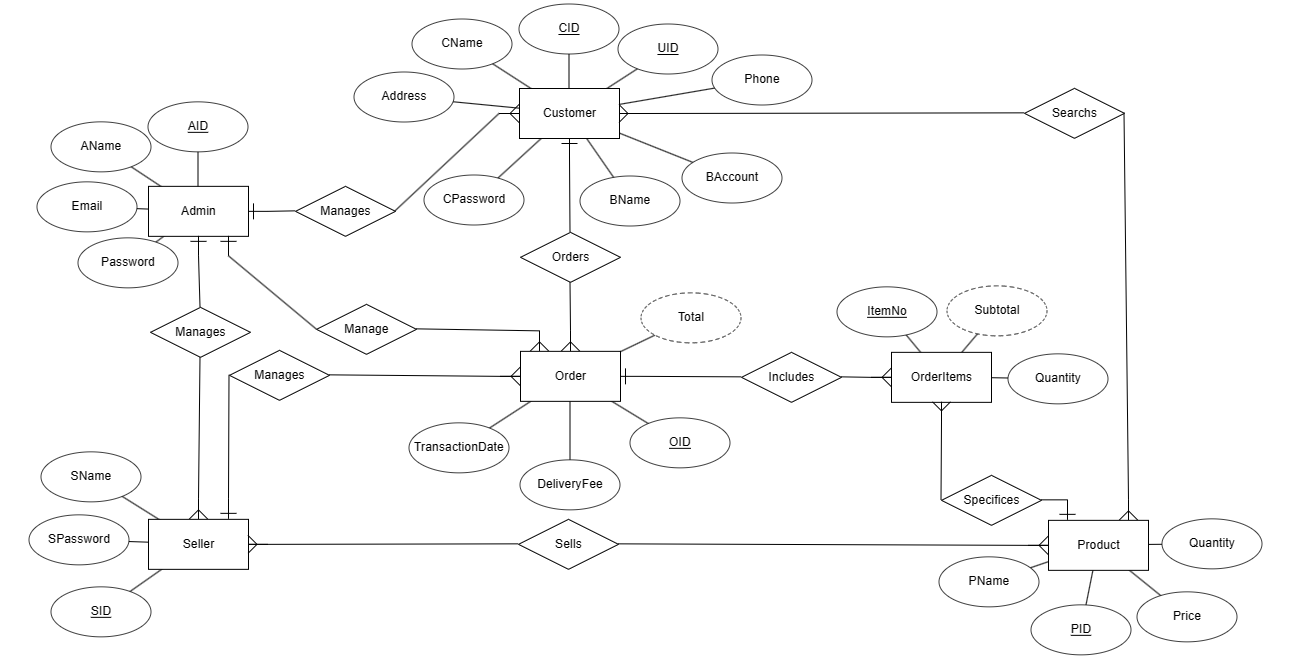 CID
CName
UID
Phone
Address
Customer
Searchs
AID
AName
CPassword
BName
BAccount
Email
Admin
Manages
Password
Orders
Total
ItemNo
Subtotal
Manages
Manage
Manages
Order
Includes
OrderItems
Quantity
TransactionDate
OID
SName
DeliveryFee
Specifices
SPassword
Seller
Sells
Product
Quantity
PName
SID
PID
Price